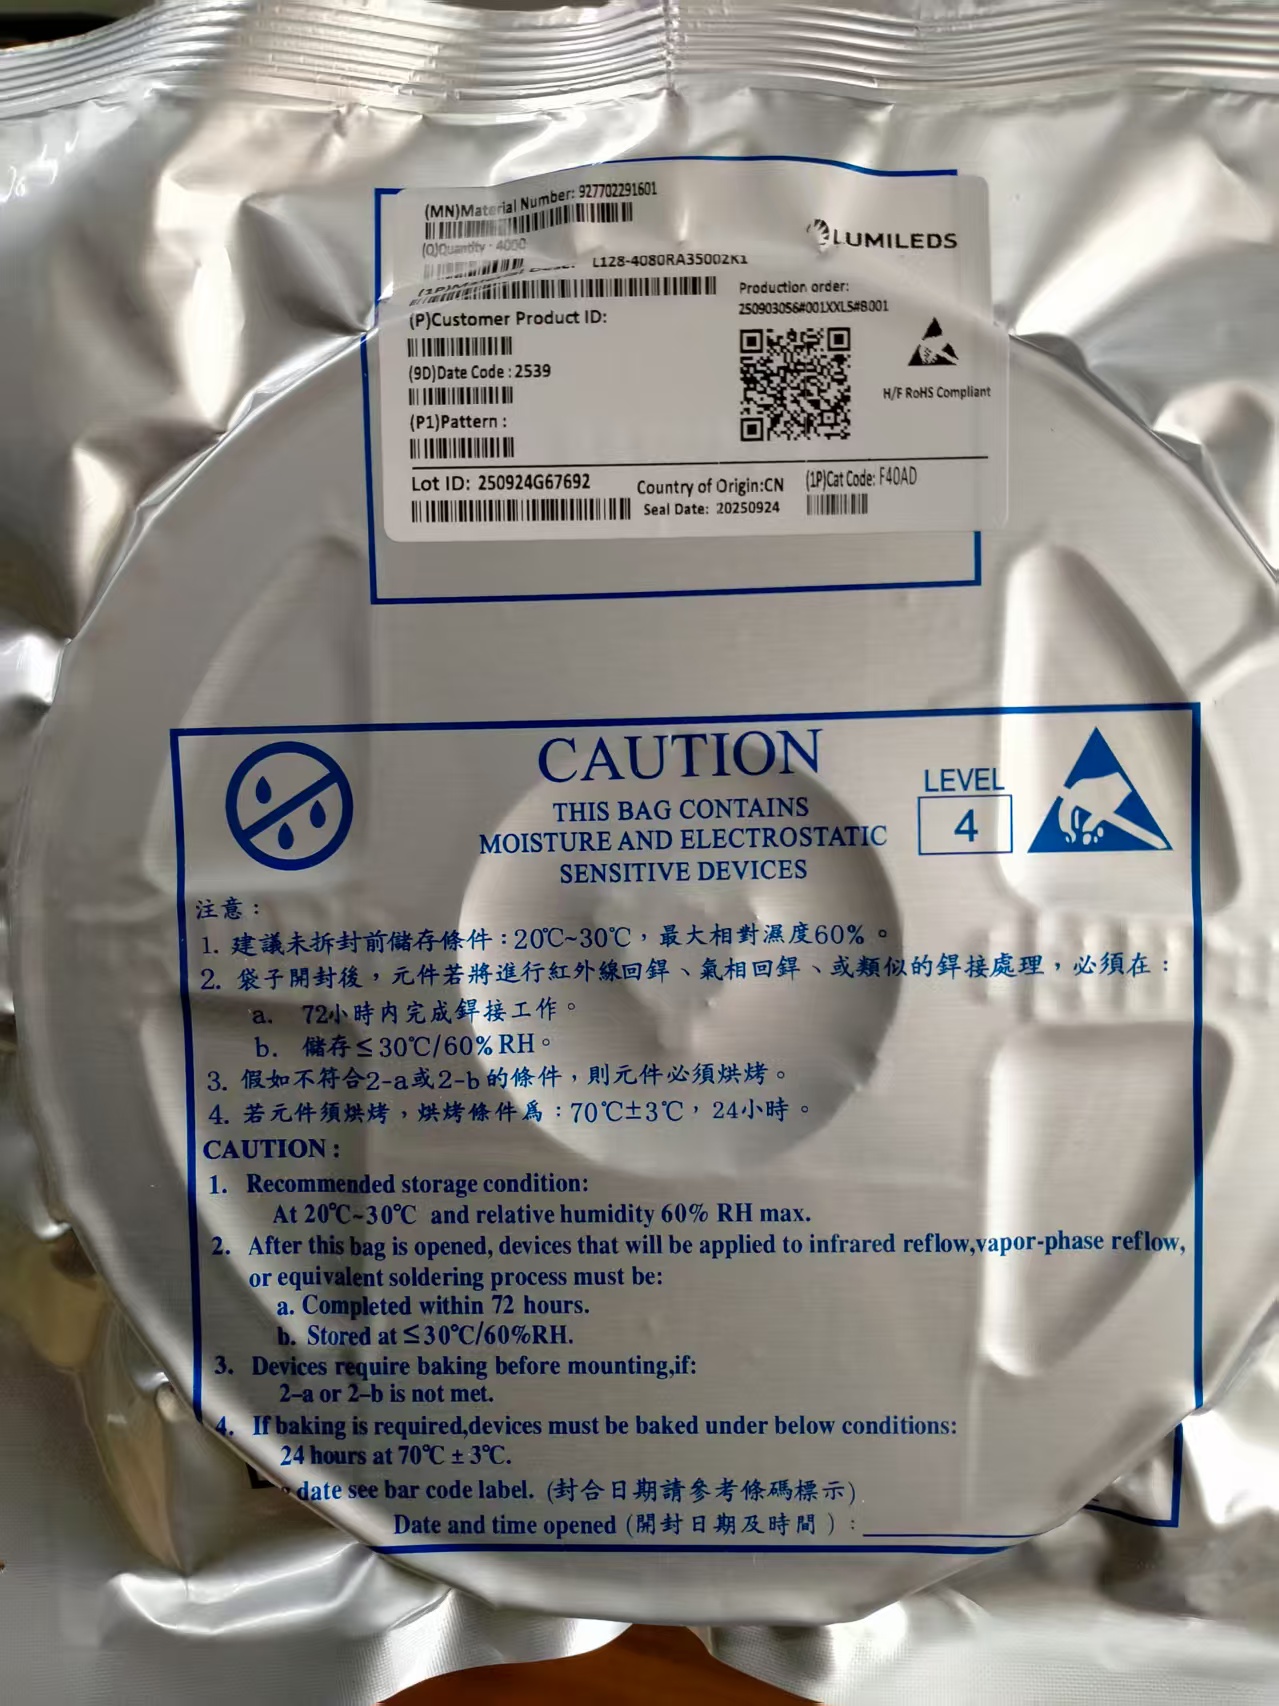 (MN)Material Number: 927702291601
(Q)Quantity : 4000
L128-4080RA35002K1
LUMILEDS
Production order:
250903056#001XXLS#B001
(P)Customer Product ID:
(9D)Date Code : 2539
(P1)Pattern :
H/F RoHS Compliant
Lot ID: 250924G67692
Country of Origin:CN
Seal Date: 20250924
(1P)Cat Code: F40AD
CAUTION
THIS BAG CONTAINS
MOISTURE AND ELECTROSTATIC
SENSITIVE DEVICES
LEVEL
4
注意：
1. 建議未拆封前儲存條件：20℃~30℃，最大相對濕度60%。
2. 袋子開封後，元件若將進行紅外線回銲、氣相回銲、或類似的銲接處理，必須在：
a. 72小時内完成銲接工作。
b. 儲存≤30℃/60% RH。
3. 假如不符合2-a或2-b的條件，則元件必須烘烤。
4. 若元件須烘烤，烘烤條件爲：70℃±3℃，24小時。
CAUTION :
1. Recommended storage condition:
At 20℃~30℃ and relative humidity 60% RH max.
2. After this bag is opened, devices that will be applied to infrared reflow,vapor-phase reflow,
or equivalent soldering process must be:
a. Completed within 72 hours.
b. Stored at ≤30℃/60%RH.
3. Devices require baking before mounting,if:
2-a or 2-b is not met.
4. If baking is required,devices must be baked under below conditions:
24 hours at 70℃ ± 3℃.
date see bar code label. (封合日期請參考條碼標示)
Date and time opened (開封日期及時間) :